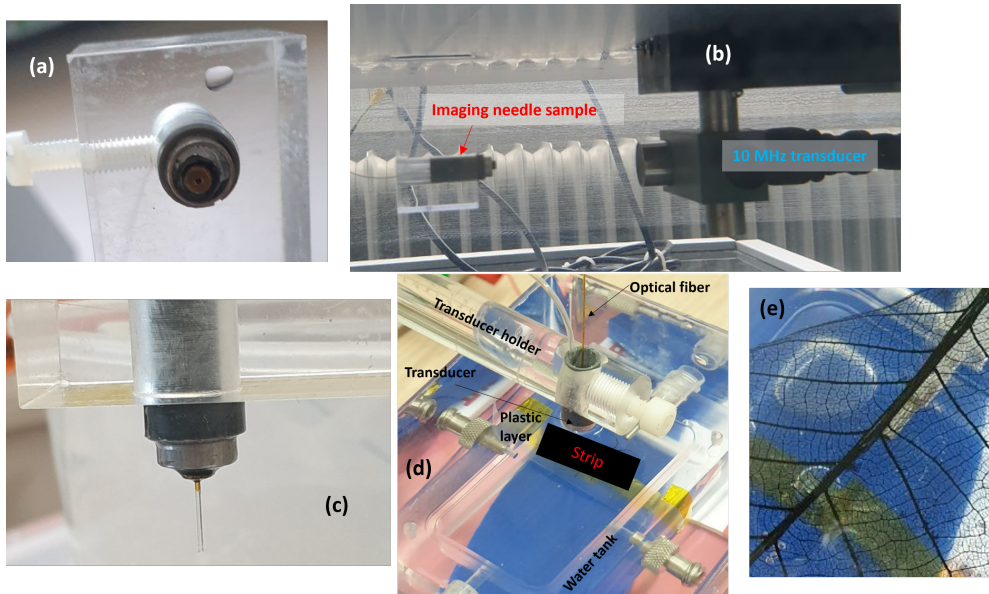 (a)
(b)
Imaging needle sample
10 MHz transducer
(c)
Optical fiber
Transducer holder
Transducer
Plastic
layer
(d)
Strip
Water tank
(e)